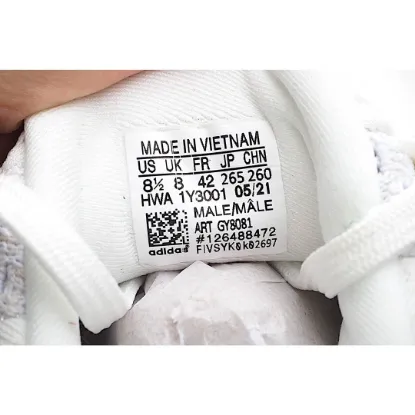 MADE IN VIETNAM
US UK FR JP CHN
8½ 8 42 265 260
HWA 1Y3001 05/21
MALE/MÂLE
ART GY8081
#126488472
adidas FIVSYK0k02697